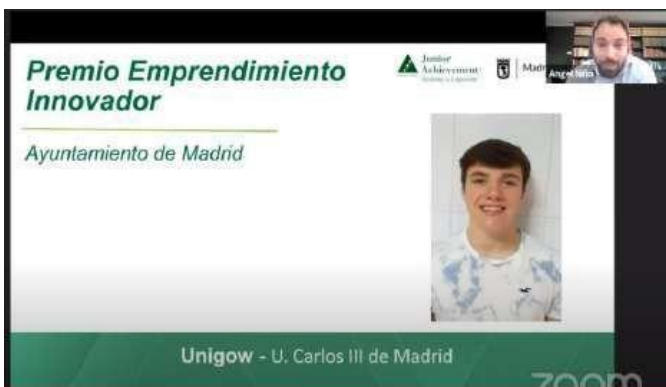 Premio Emprendimiento
Innovador
Junior
Achievement
Ayuntamiento de Madrid
Unigow - U. Carlos III de Madrid
zoom